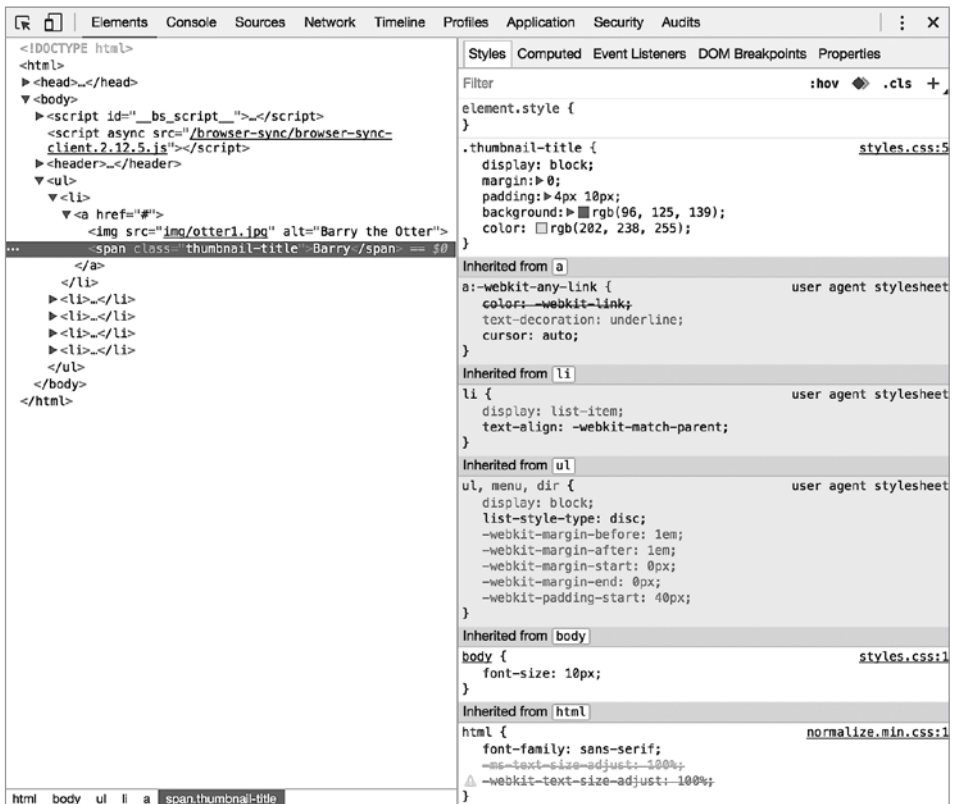 Elements Console Sources Network Timeline Profiles Application Security Audits
<!DOCTYPE html>
<html>
<head>…</head>
<body>
<script id="__bs_script__">…</script>
<script async src="/browser-sync/browser-sync-
client.2.12.5.js"></script>
<header>…</header>
<ul>
<li>
<a href="#">
<img src="img/otter1.jpg" alt="Barry the Otter">
<span class="thumbnail-title">Barry</span> == $0
</a>
</li>
<li>…</li>
<li>…</li>
<li>…</li>
<li>…</li>
</ul>
</body>
</html>
html body ul li a span.thumbnail-title
Styles Computed Event Listeners DOM Breakpoints Properties
Filter :hov .cls +
element.style {
}
.thumbnail-title { styles.css:5
display: block;
margin: 0;
padding: 4px 10px;
background: rgb(96, 125, 139);
color: rgb(202, 238, 255);
}
Inherited from a
a:-webkit-any-link { user agent stylesheet
color: -webkit-link;
text-decoration: underline;
cursor: auto;
}
Inherited from li
li { user agent stylesheet
display: list-item;
text-align: -webkit-match-parent;
}
Inherited from ul
ul, menu, dir { user agent stylesheet
display: block;
list-style-type: disc;
-webkit-margin-before: 1em;
-webkit-margin-after: 1em;
-webkit-margin-start: 0px;
-webkit-margin-end: 0px;
-webkit-padding-start: 40px;
}
Inherited from body
body { styles.css:1
font-size: 10px;
}
Inherited from html
html { normalize.min.css:1
font-family: sans-serif;
-ms-text-size-adjust: 100%;
-webkit-text-size-adjust: 100%;
}